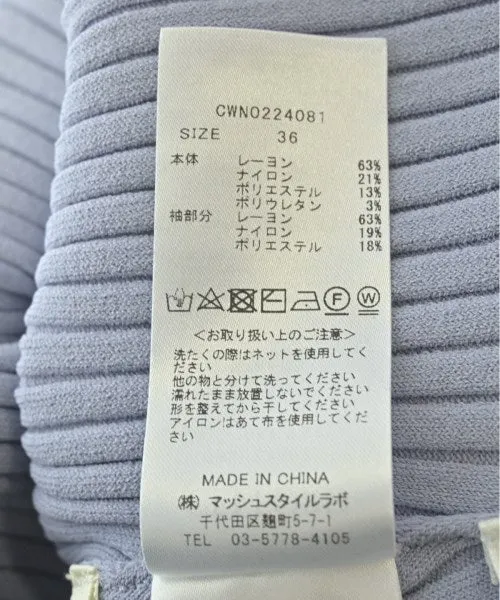 CWNO224081
SIZE 36
本体 レーヨン 63%
ナイロン 21%
ポリエステル 13%
ポリウレタン 3%
袖部分 レーヨン 63%
ナイロン 19%
ポリエステル 18%
F W
<お取り扱い上のご注意>
洗たくの際はネットを使用してくだ
さい
他の物と分けて洗ってください
濡れたまま放置しないでください
形を整えてから干してください
アイロンはあて布を使用してくだ
さい
MADE IN CHINA
(株) マッシュスタイルラボ
千代田区麹町5-7-1
TEL 03-5778-4105